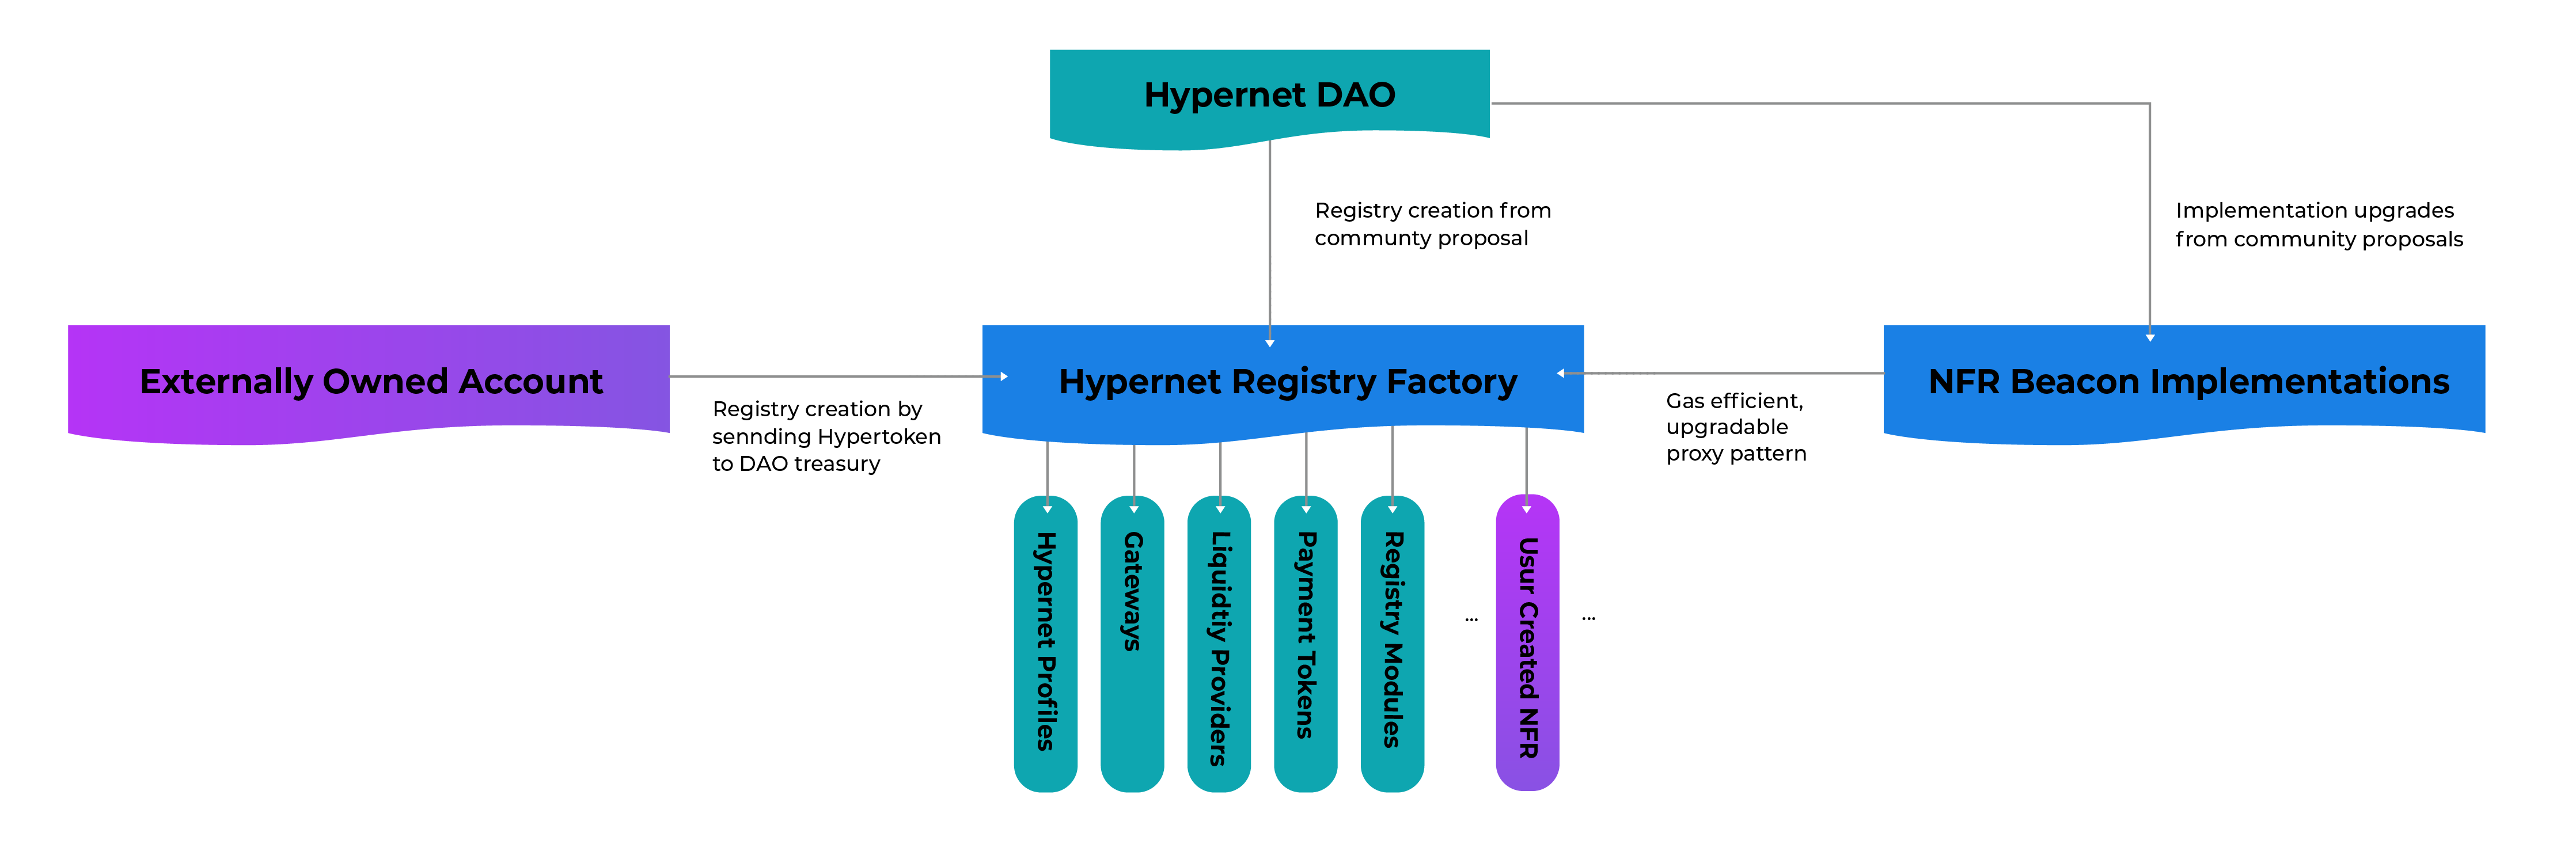 Hypernet DAO
Registry creation from
communty proposal
Implementation upgrades
from community proposals
Externally Owned Account
Registry creation by
sennding Hypertoken
to DAO treasury
Hypernet Registry Factory
Gas efficient,
upgradable
proxy pattern
NFR Beacon Implementations
Hypernet Profiles
Gateways
Liquidtiy Providers
Payment Tokens
Registry Modules
...
Usur Created NFR
...